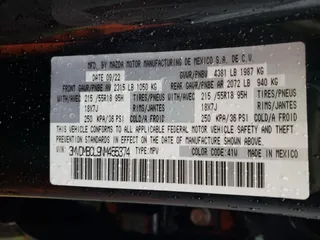 MFD. BY: MAZDA MOTOR MANUFACTURING DE MEXICO S.A. DE C.V.
DATE 09/22 GVWR/PNBV 4381 LB 1987 KG
FRONT GAWR/PNBE AR 2315 LB 1050 KG REAR GAWR/PNBE AR 2072 LB 940 KG
WITH/AVEC 215/55R18 95H TIRES/PNEUS WITH/AVEC 215/55R18 95H TIRES/PNEUS
18X7J RIMS/JANTES 18X7J RIMS/JANTES
250 KPA/36 PSI COLD/A FROID 250 KPA/36 PSI COLD/A FROID
THIS VEHICLE CONFORMS TO ALL APPLICABLE FEDERAL MOTOR VEHICLE SAFETY, BUMPER AND THEFT
PREVENTION STANDARDS IN EFFECT ON THE DATE OF MANUFACTURE SHOWN ABOVE.
TYPE: MPV COLOR: 41W MADE IN MEXICO